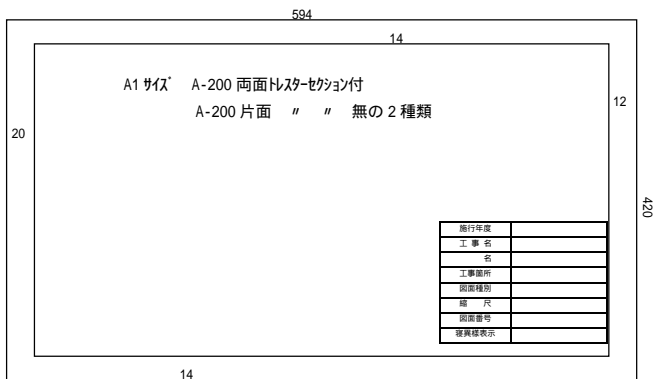 594
14
A1 サイズ A-200 両面トレスターセクション付
A-200 片面 〃 〃 無の 2 種類
12
20
420
施行年度
工 事 名
名
工事箇所
図面種別
縮 尺
図面番号
寝異様表示
14